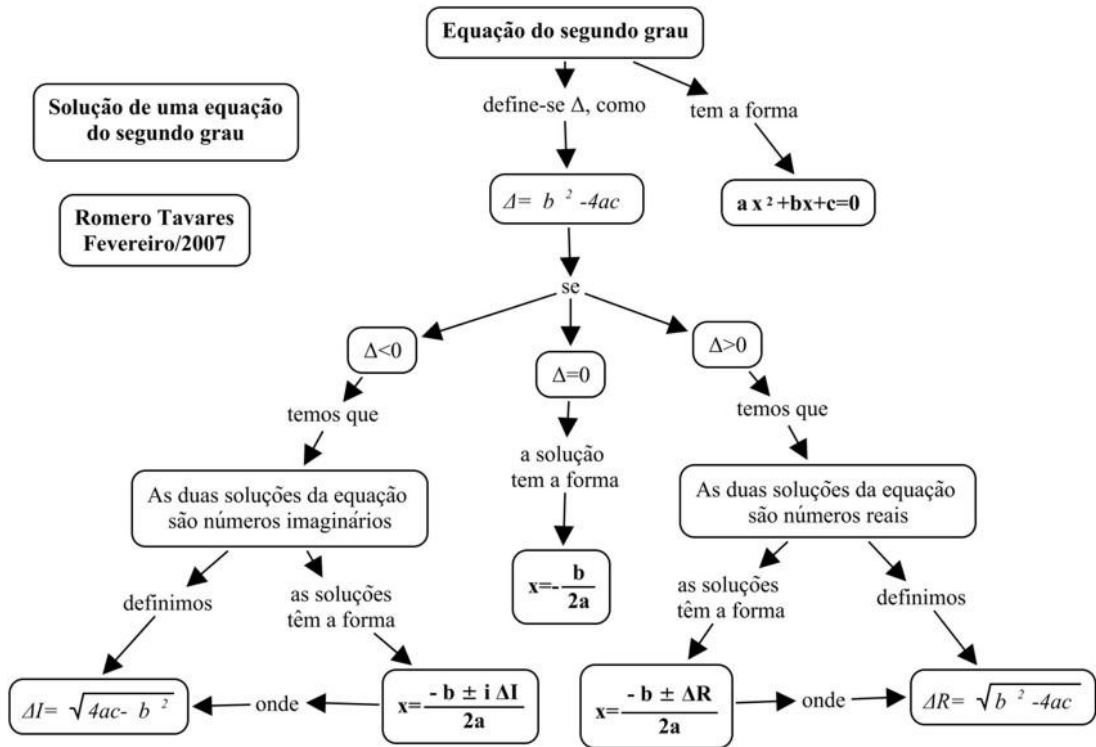 Equação do segundo grau
Solução de uma equação
do segundo grau
Romero Tavares
Fevereiro/2007
define-se Δ, como
tem a forma
Δ= b ² -4ac
a x ² +bx+c=0
se
Δ<0
Δ=0
Δ>0
temos que
a solução
tem a forma
temos que
As duas soluções da equação
são números imaginários
As duas soluções da equação
são números reais
x=-b/2a
definimos
as soluções
têm a forma
as soluções
têm a forma
definimos
ΔI= √4ac- b ²
onde
x=- b ± i ΔI/2a
x=- b ± ΔR/2a
onde
ΔR= √b ² -4ac